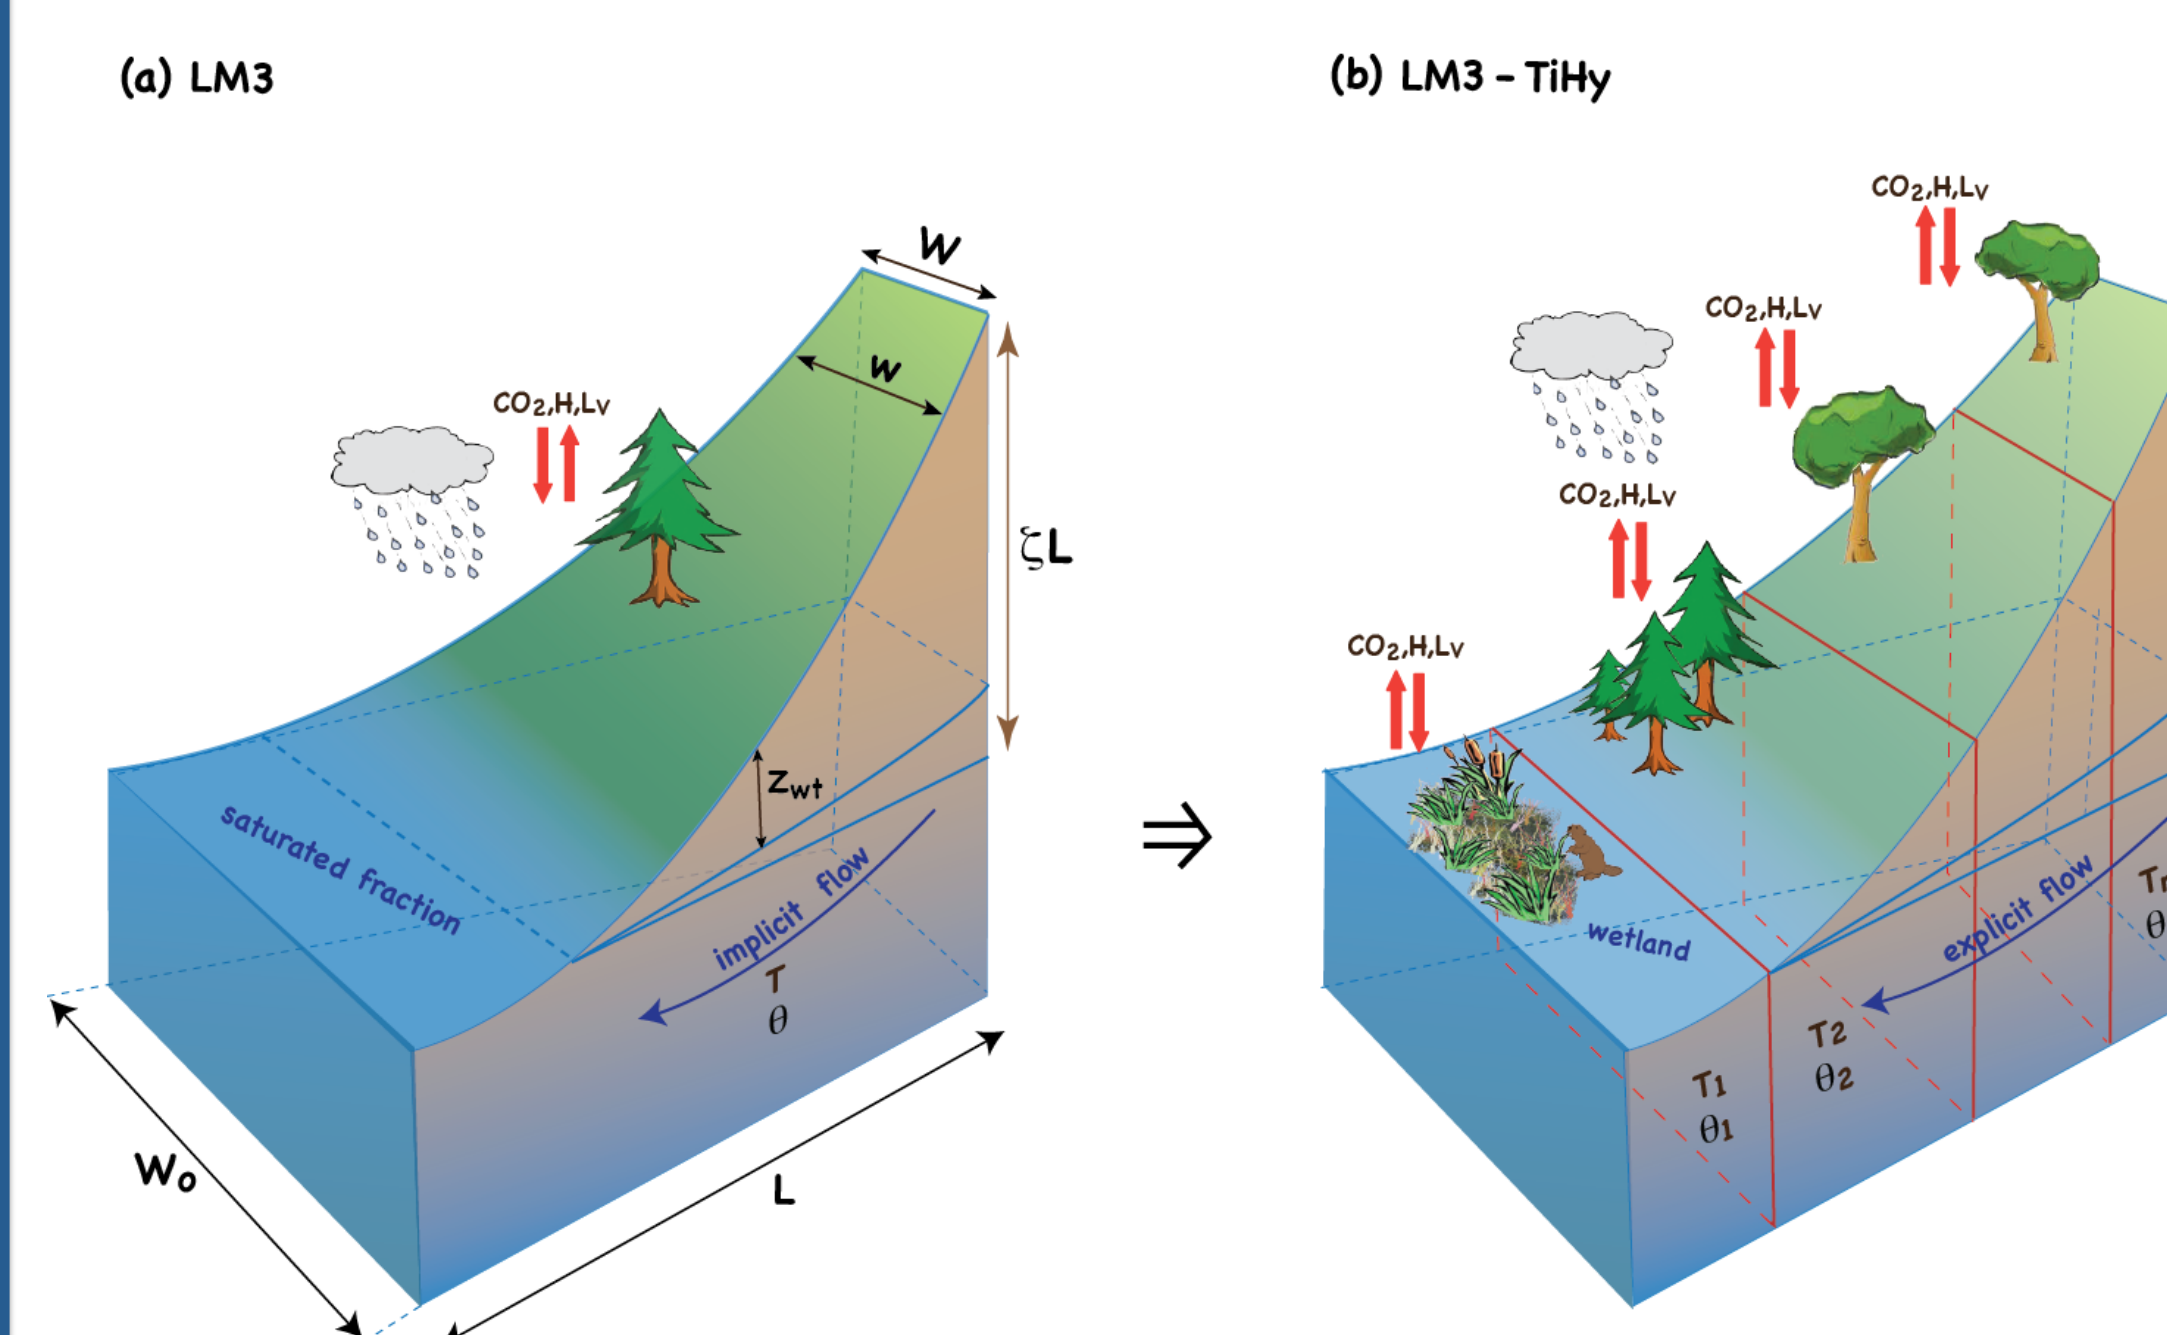 (a) LM3
W
w
CO2,H,Lv
ζL
zwt
saturated fraction
implicit flow
T
θ
Wo
L
⇒
(b) LM3 - TiHy
CO2,H,Lv
CO2,H,Lv
CO2,H,Lv
CO2,H,Lv
wetland
explicit flow
T1
θ1
T2
θ2
θ